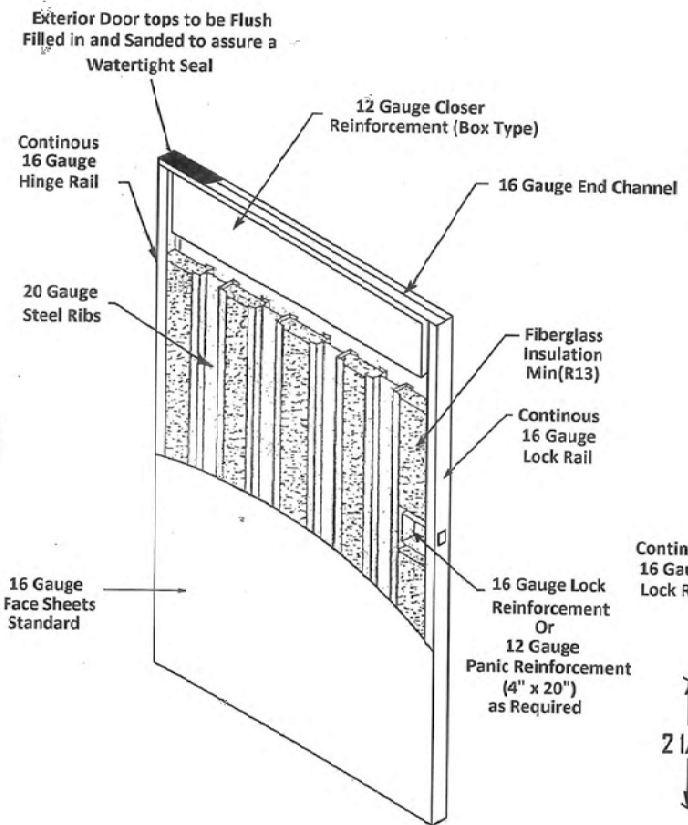 Exterior Door tops to be Flush
Filled in and Sanded to assure a
Watertight Seal
12 Gauge Closer
Reinforcement (Box Type)
Continous
16 Gauge
Hinge Rail
16 Gauge End Channel
20 Gauge
Steel Ribs
Fiberglass
Insulation
Min(R13)
Continous
16 Gauge
Lock Rail
16 Gauge
Face Sheets
Standard
16 Gauge Lock
Reinforcement
Or
12 Gauge
Panic Reinforcement
(4" x 20")
as Required
16
Lock